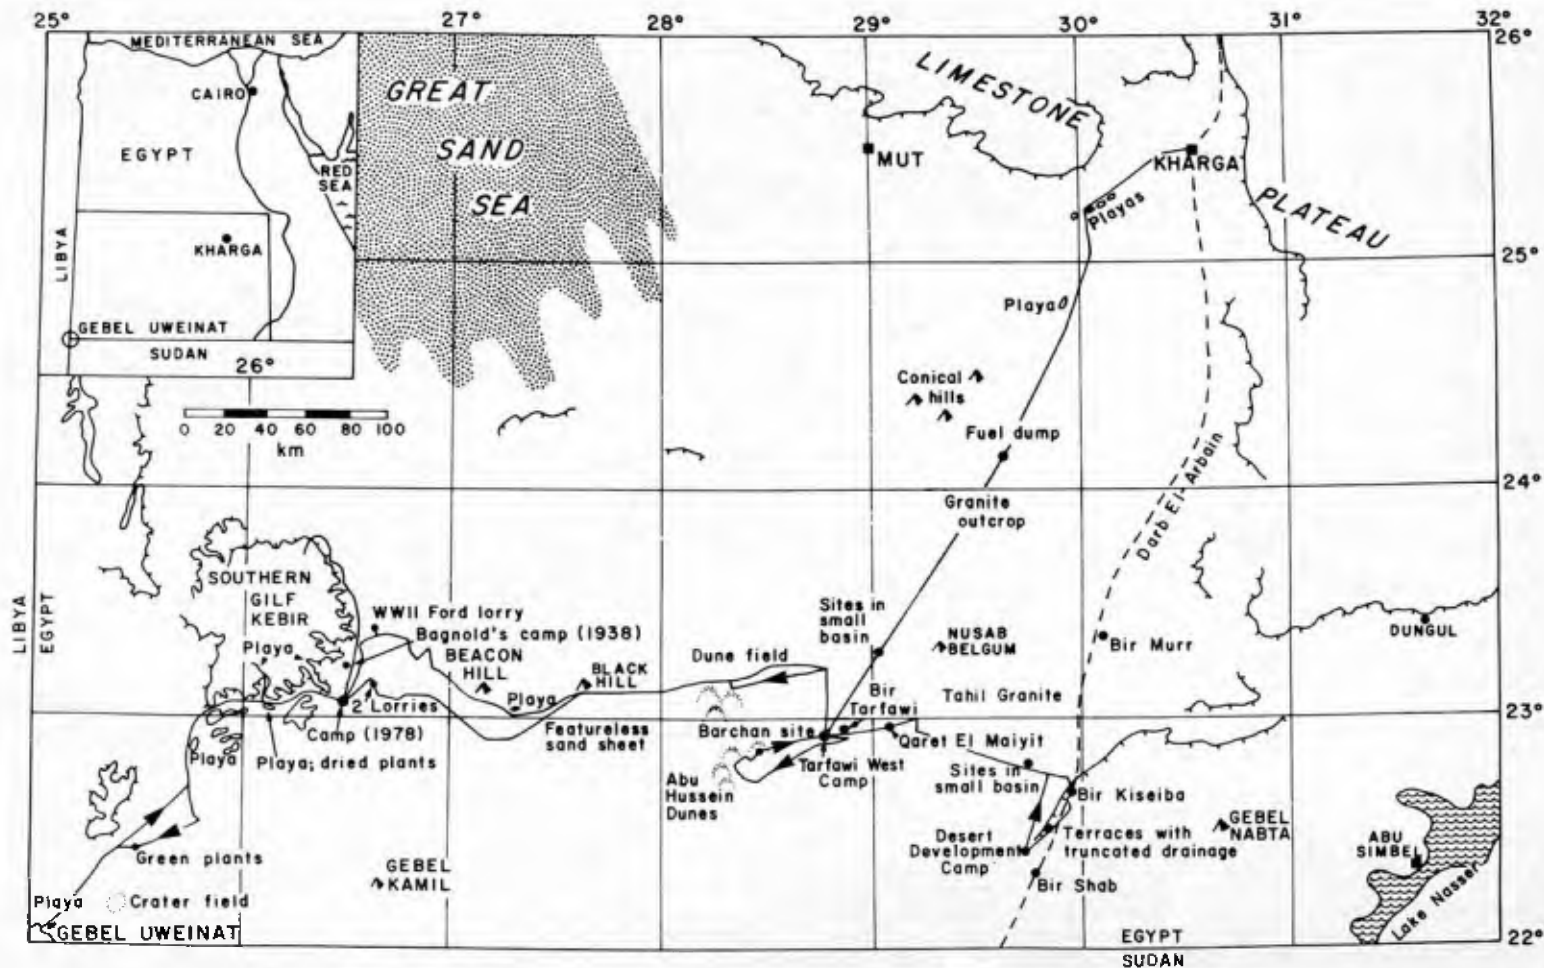 25°
27°
28°
29°
30°
31°
32°
26°
MEDITERRANEAN SEA
CAIRO
EGYPT
RED
SEA
LIBYA
KHARGA
GEBEL UWEINAT
SUDAN
26°
GREAT
SAND
SEA
LIMESTONE
PLATEAU
MUT
KHARGA
Playas
25°
Playa
0 20 40 60 80 100
km
Conical
hills
Fuel dump
24°
Granite
outcrop
Darb El-Arbain
SOUTHERN
GILF
KEBIR
LIBYA
EGYPT
WWII Ford lorry
Bagnold's camp (1938)
Playa
BEACON
HILL
BLACK
HILL
Playa
2 Lorries
Camp (1978)
Featureless
sand sheet
Playa
Playa; dried plants
Dune field
Sites in
small
basin
NUSAB
BELGUM
Bir Murr
DUNGUL
Bir
Tarfawi
Tahil Granite
23°
Barchan site
Qaret El Maiyit
Tarfawi West
Camp
Abu
Hussein
Dunes
Sites in
small basin
Bir Kiseiba
Desert
Development
Camp
Terraces with
truncated drainage
GEBEL
NABTA
ABU
SIMBEL
Bir Shab
Green plants
GEBEL
KAMIL
Playa
Crater field
GEBEL UWEINAT
Lake Nasser
22°
EGYPT
SUDAN